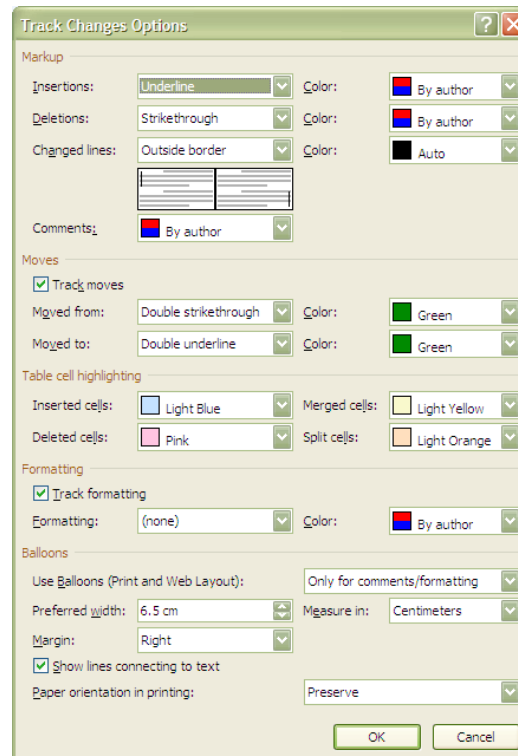 Track Changes Options ?
Markup
Insertions: Underline Color: By author
Deletions: Strikethrough Color: By author
Changed lines: Outside border Color: Auto
Comments: By author
Moves
Track moves
Moved from: Double strikethrough Color: Green
Moved to: Double underline Color: Green
Table cell highlighting
Inserted cells: Light Blue Merged cells: Light Yellow
Deleted cells: Pink Split cells: Light Orange
Formatting
Track formatting
Formatting: (none) Color: By author
Balloons
Use Balloons (Print and Web Layout): Only for comments/formatting
Preferred width: 6.5 cm Measure in: Centimeters
Margin: Right
Show lines connecting to text
Paper orientation in printing: Preserve
OK Cancel